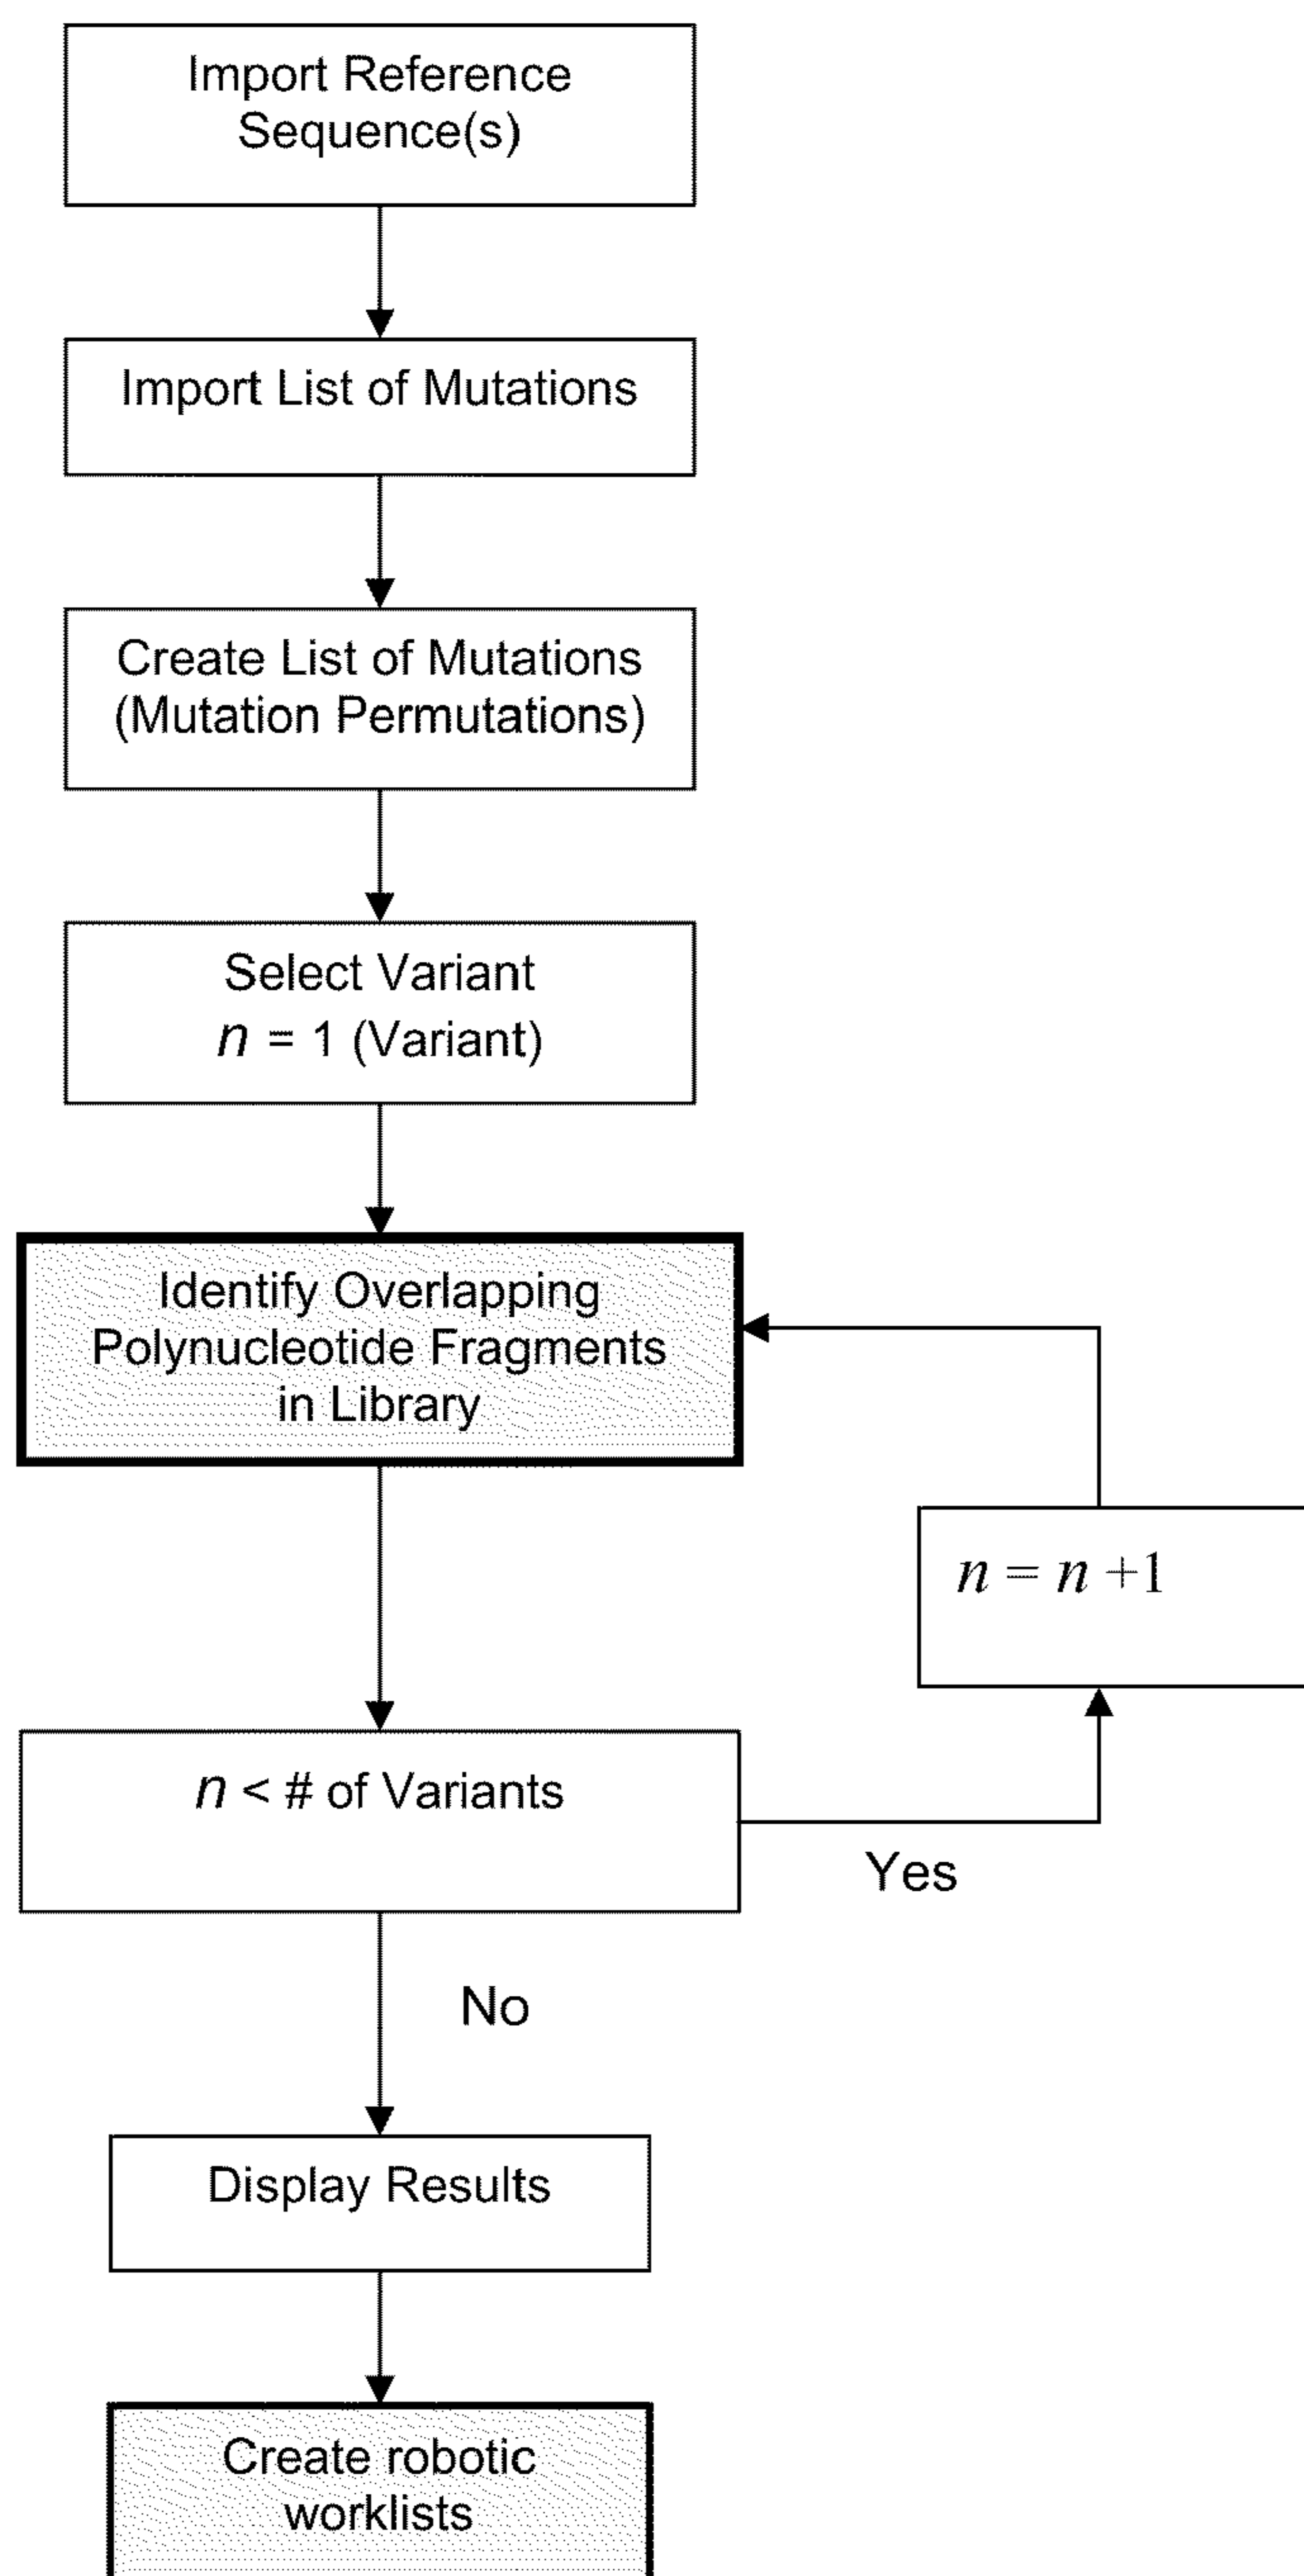 Import Reference
Sequence(s)
Import List of Mutations
Create List of Mutations
(Mutation Permutations)
Select Variant
n = 1 (Variant)
Identify Overlapping
Polynucleotide Fragments
in Library
n = n +1
n < # of Variants
Yes
No
Display Results
Create robotic
worklists